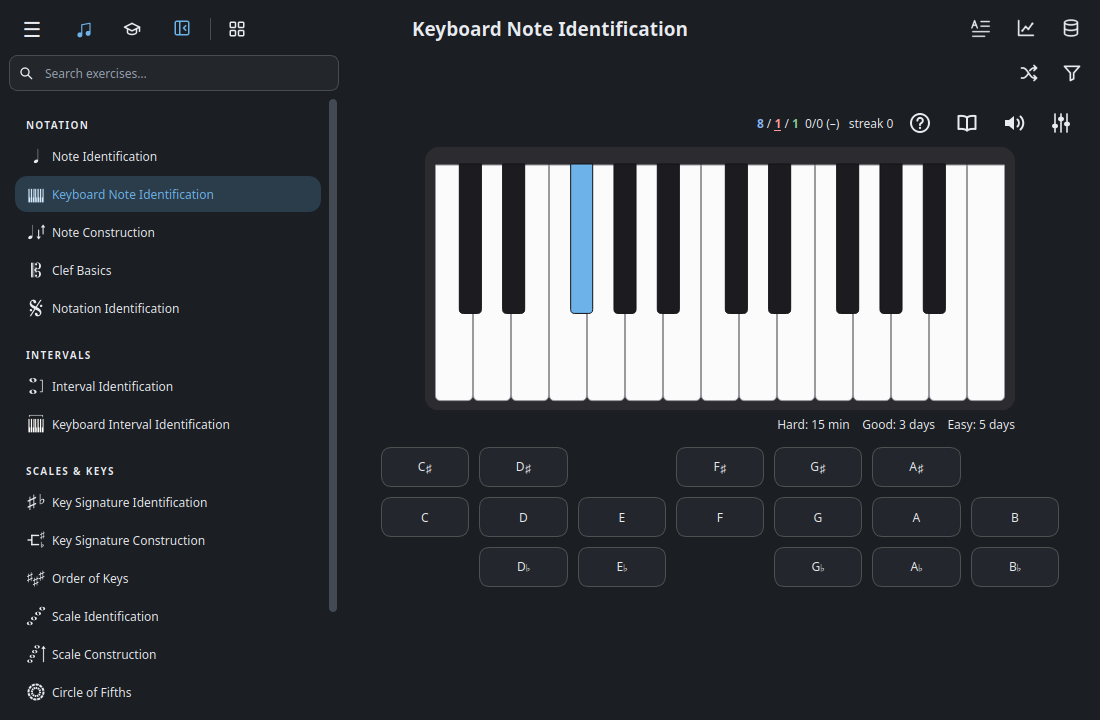 Keyboard Note Identification
Search exercises...
8 / 1 / 1 0/0 (–) streak 0
NOTATION
Note Identification
Keyboard Note Identification
Note Construction
Clef Basics
Notation Identification
INTERVALS
Interval Identification
Keyboard Interval Identification
SCALES & KEYS
Key Signature Identification
Key Signature Construction
Order of Keys
Scale Identification
Scale Construction
Circle of Fifths
Hard: 15 min Good: 3 days Easy: 5 days
C♯ D♯ F♯ G♯ A♯
C D E F G A B
D♭ E♭ G♭ A♭ B♭